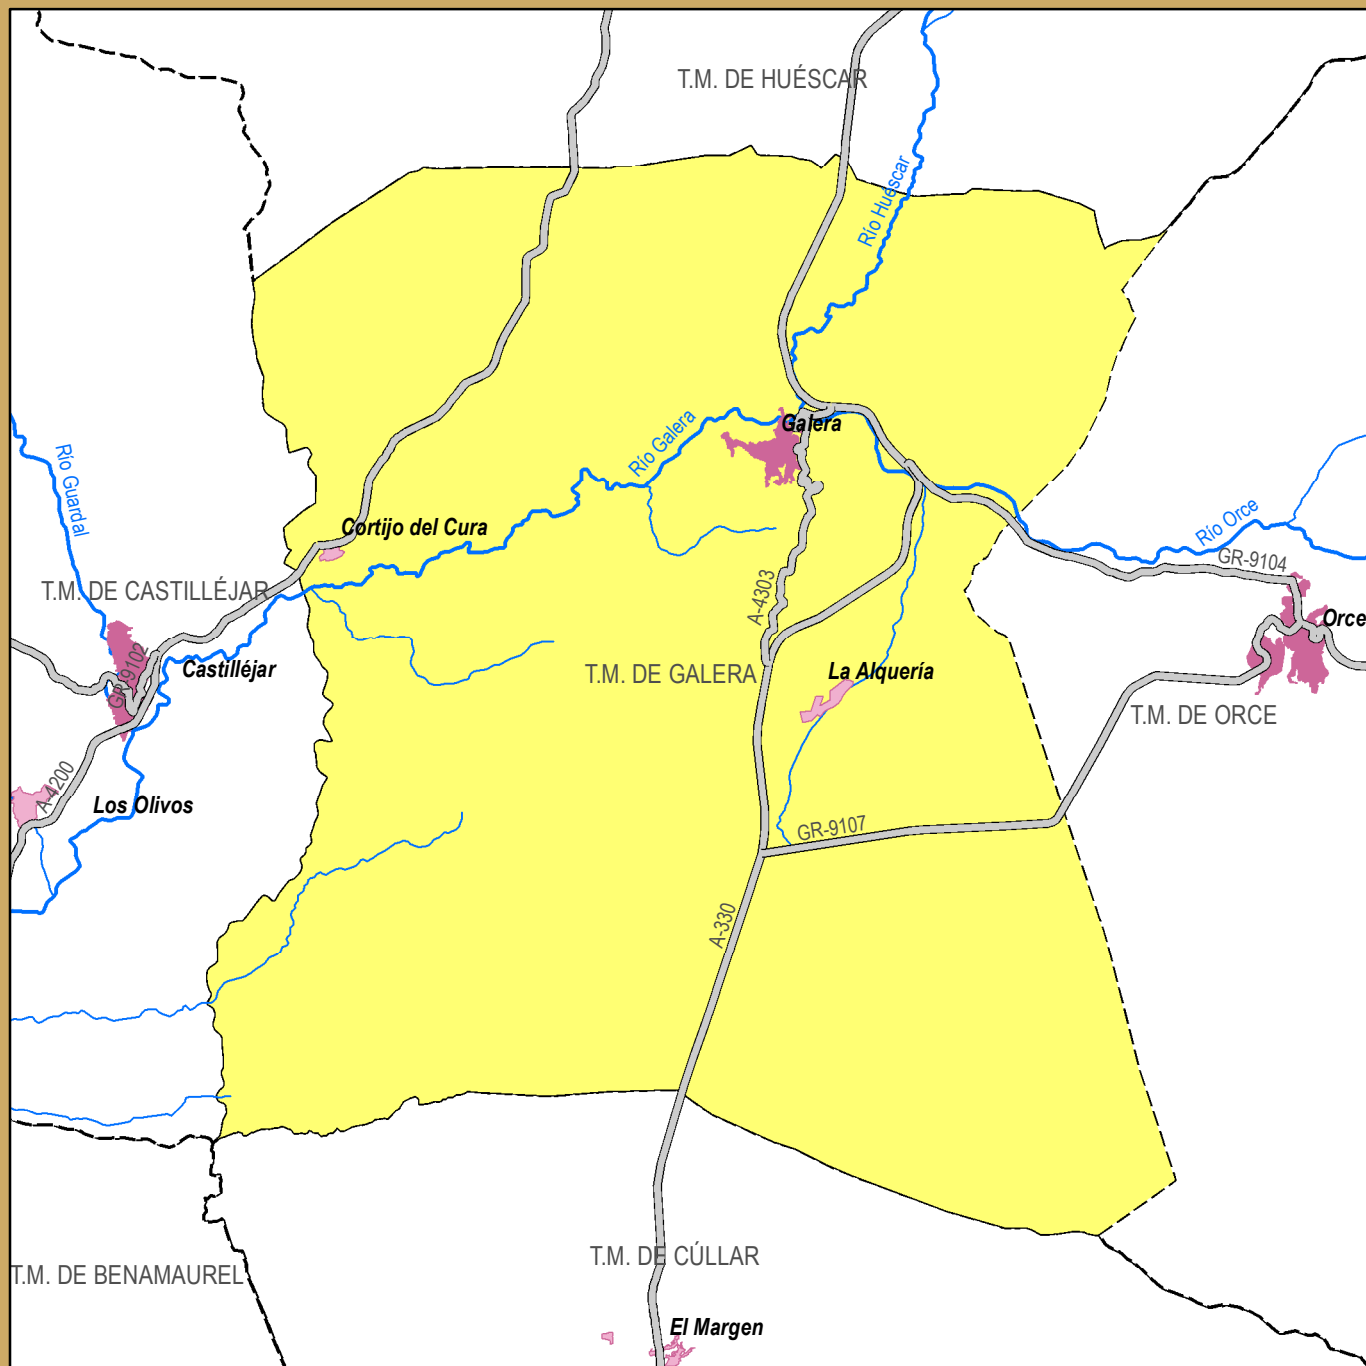 T.M. DE HUÉSCAR
Río Huéscar
Galera
Río Galera
Río Guardal
Cortijo del Cura
Río Orce
GR-9104
T.M. DE CASTILLÉJAR
A-4303
Orce
GR-9102
Castilléjar
T.M. DE GALERA
La Alquería
T.M. DE ORCE
A-4200
Los Olivos
GR-9107
A-330
T.M. DE CÚLLAR
T.M. DE BENAMAUREL
El Margen